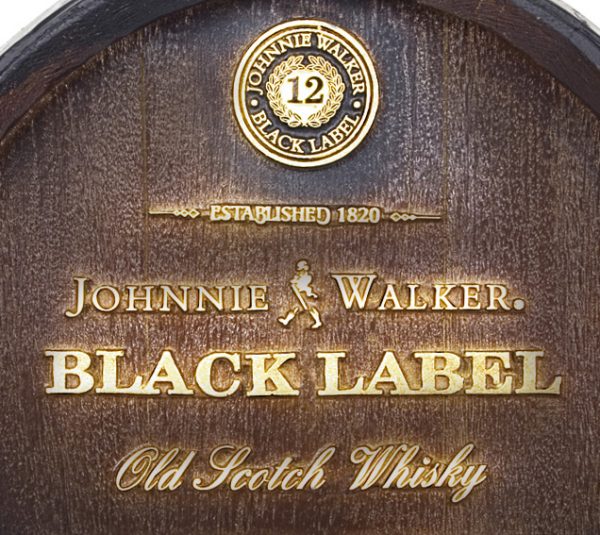 JOHNNIE WALKER
12
BLACK LABEL
ESTABLISHED 1820
JOHNNIE WALKER.
BLACK LABEL
Old Scotch Whisky